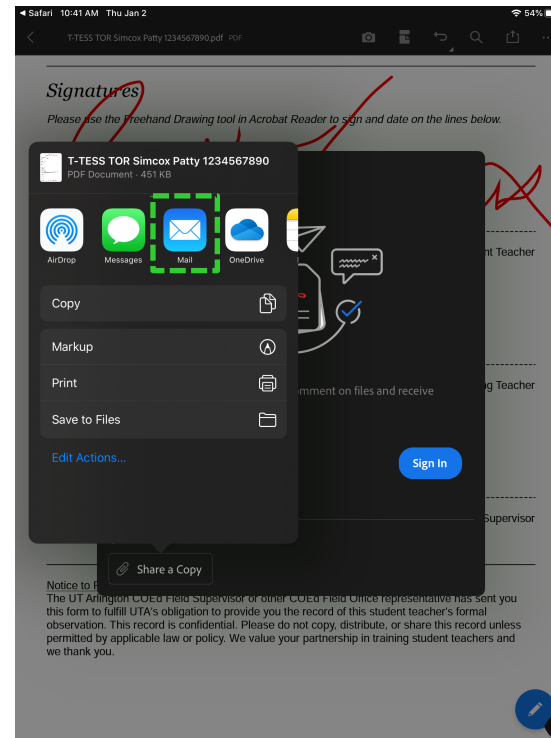 Safari 10:41 AM Thu Jan 2 54%
T-TESS TOR Simcox Patty 1234567890.pdf PDF
Signatures
Please use the Freehand Drawing tool in Acrobat Reader to sign and date on the lines below.
T-TESS TOR Simcox Patty 1234567890
PDF Document · 451 KB
AirDrop Messages Mail OneDrive
nt Teacher
Copy
Markup
Print
omment on files and receive
g Teacher
Save to Files
Edit Actions...
Sign In
Supervisor
Share a Copy
Notice to
The UT Arlington COEd Field Supervisor or other COEd Field Office representative has sent you
this form to fulfill UTA's obligation to provide you the record of this student teacher's formal
observation. This record is confidential. Please do not copy, distribute, or share this record unless
permitted by applicable law or policy. We value your partnership in training student teachers and
we thank you.